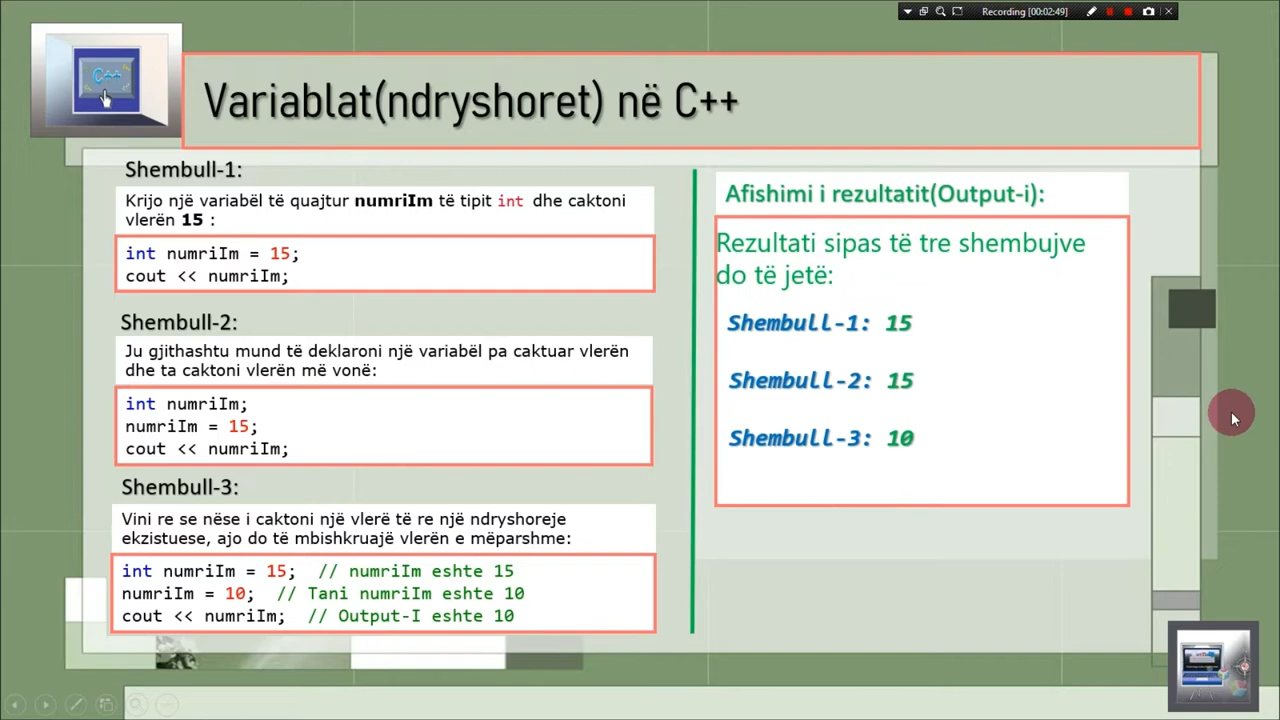 Recording [00:02:49]
C++
Variablat(ndryshoret) në C++
Shembull-1:
Krijo një variabël të quajtur numriIm të tipit int dhe caktoni
vlerën 15 :
int numriIm = 15;
cout << numriIm;
Shembull-2:
Ju gjithashtu mund të deklaroni një variabël pa caktuar vlerën
dhe ta caktoni vlerën më vonë:
int numriIm;
numriIm = 15;
cout << numriIm;
Shembull-3:
Vini re se nëse i caktoni një vlerë të re një ndryshoreje
ekzistuese, ajo do të mbishkruajë vlerën e mëparshme:
int numriIm = 15;  // numriIm eshte 15
numriIm = 10;  // Tani numriIm eshte 10
cout << numriIm;  // Output-I eshte 10
Afishimi i rezultatit(Output-i):
Rezultati sipas të tre shembujve
do të jetë:
Shembull-1: 15
Shembull-2: 15
Shembull-3: 10